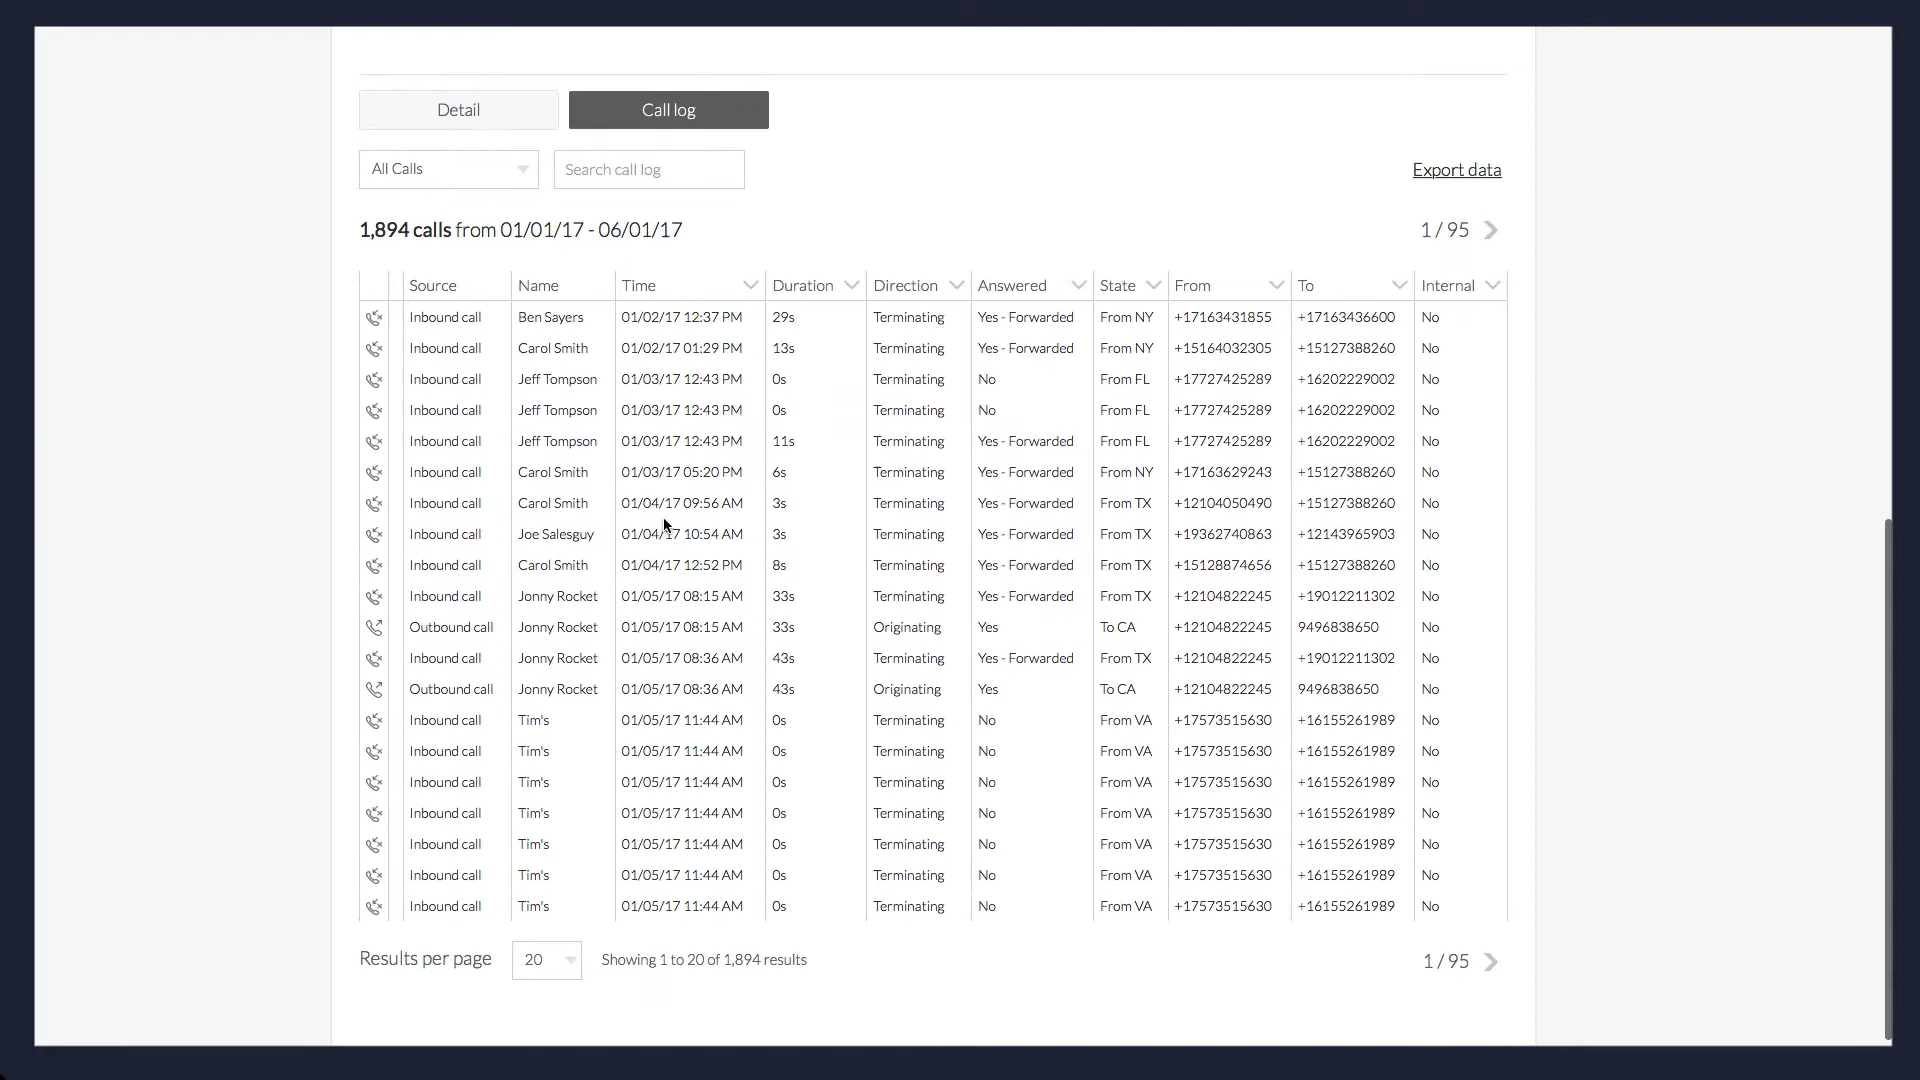 Detail Call log
All Calls Search call log Export data
1,894 calls from 01/01/17 - 06/01/17 1 / 95
Source Name Time Duration Direction Answered State From To Internal
Inbound call Ben Sayers 01/02/17 12:37 PM 29s Terminating Yes - Forwarded From NY +17163431855 +17163436600 No
Inbound call Carol Smith 01/02/17 01:29 PM 13s Terminating Yes - Forwarded From NY +15164032305 +15127388260 No
Inbound call Jeff Tompson 01/03/17 12:43 PM 0s Terminating No From FL +17727425289 +16202229002 No
Inbound call Jeff Tompson 01/03/17 12:43 PM 0s Terminating No From FL +17727425289 +16202229002 No
Inbound call Jeff Tompson 01/03/17 12:43 PM 11s Terminating Yes - Forwarded From FL +17727425289 +16202229002 No
Inbound call Carol Smith 01/03/17 05:20 PM 6s Terminating Yes - Forwarded From NY +17163629243 +15127388260 No
Inbound call Carol Smith 01/04/17 09:56 AM 3s Terminating Yes - Forwarded From TX +12104050490 +15127388260 No
Inbound call Joe Salesguy 01/04/17 10:54 AM 3s Terminating Yes - Forwarded From TX +19362740863 +12143965903 No
Inbound call Carol Smith 01/04/17 12:52 PM 8s Terminating Yes - Forwarded From TX +15128874656 +15127388260 No
Inbound call Jonny Rocket 01/05/17 08:15 AM 33s Terminating Yes - Forwarded From TX +12104822245 +19012211302 No
Outbound call Jonny Rocket 01/05/17 08:15 AM 33s Originating Yes To CA +12104822245 9496838650 No
Inbound call Jonny Rocket 01/05/17 08:36 AM 43s Terminating Yes - Forwarded From TX +12104822245 +19012211302 No
Outbound call Jonny Rocket 01/05/17 08:36 AM 43s Originating Yes To CA +12104822245 9496838650 No
Inbound call Tim's 01/05/17 11:44 AM 0s Terminating No From VA +17573515630 +16155261989 No
Inbound call Tim's 01/05/17 11:44 AM 0s Terminating No From VA +17573515630 +16155261989 No
Inbound call Tim's 01/05/17 11:44 AM 0s Terminating No From VA +17573515630 +16155261989 No
Inbound call Tim's 01/05/17 11:44 AM 0s Terminating No From VA +17573515630 +16155261989 No
Inbound call Tim's 01/05/17 11:44 AM 0s Terminating No From VA +17573515630 +16155261989 No
Inbound call Tim's 01/05/17 11:44 AM 0s Terminating No From VA +17573515630 +16155261989 No
Inbound call Tim's 01/05/17 11:44 AM 0s Terminating No From VA +17573515630 +16155261989 No
Results per page 20 Showing 1 to 20 of 1,894 results 1 / 95